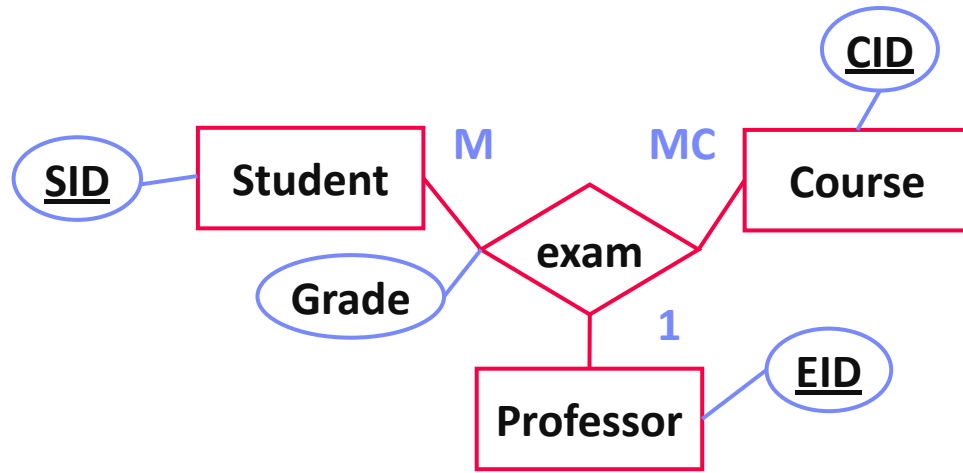 CID
M
MC
SID
Student
Course
exam
Grade
1
EID
Professor